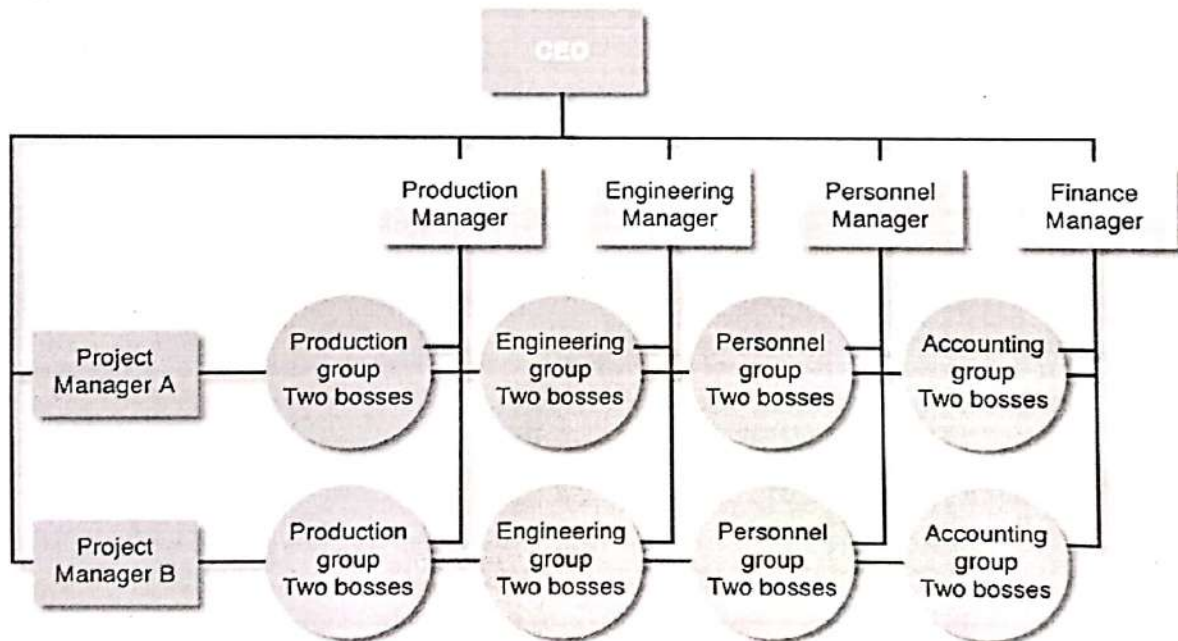 CEO
Production
Manager
Engineering
Manager
Personnel
Manager
Finance
Manager
Project
Manager A
Production
group
Two bosses
Engineering
group
Two bosses
Personnel
group
Two bosses
Accounting
group
Two bosses
Project
Manager B
Production
group
Two bosses
Engineering
group
Two bosses
Personnel
group
Two bosses
Accounting
group
Two bosses